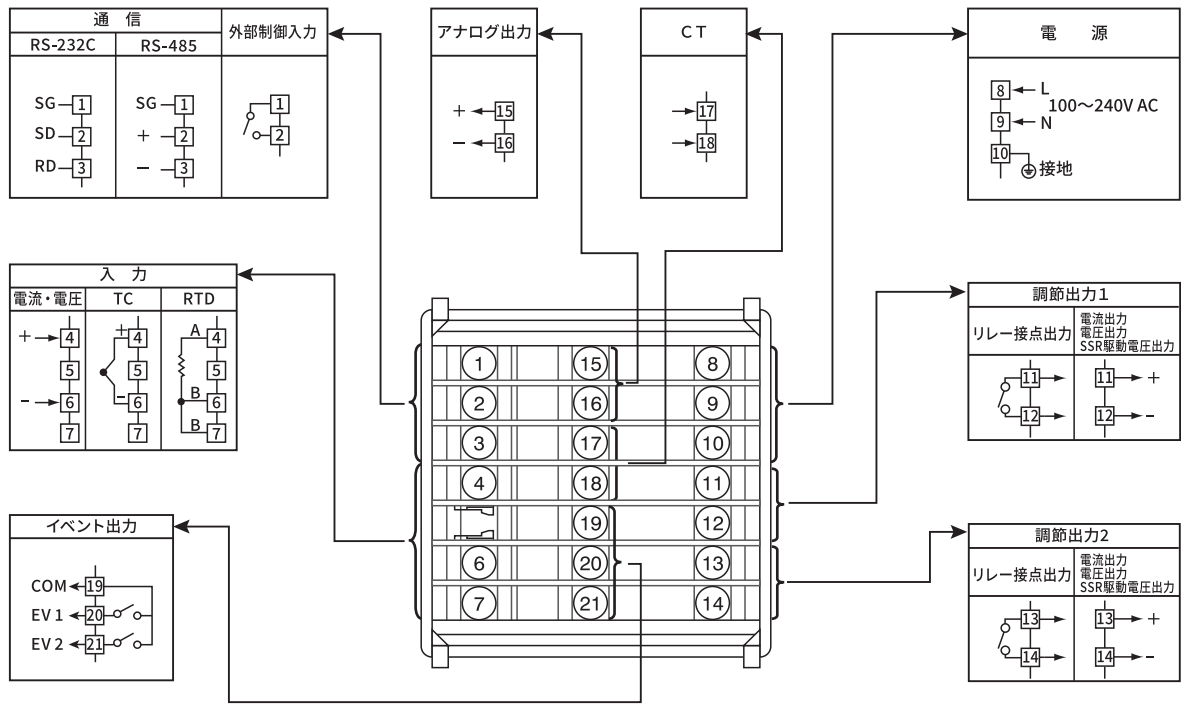 通 信
RS-232C
RS-485
外部制御入力
SG 1
SD 2
RD 3
SG 1
+ 2
− 3
1
2
アナログ出力
+ 15
− 16
CT
17
18
電 源
8 L
100～240V AC
9 N
10 接地
入 力
電流・電圧
TC
RTD
+ 4
5
- 6
7
+ 4
5
- 6
7
A 4
5
B 6
B 7
イベント出力
COM 19
EV 1 20
EV 2 21
1 15 8
2 16 9
3 17 10
4 18 11
19 12
6 20 13
7 21 14
調節出力1
リレー接点出力
電流出力
電圧出力
SSR駆動電圧出力
11
12
11 +
12 -
調節出力2
リレー接点出力
電流出力
電圧出力
SSR駆動電圧出力
13
14
13 +
14 -